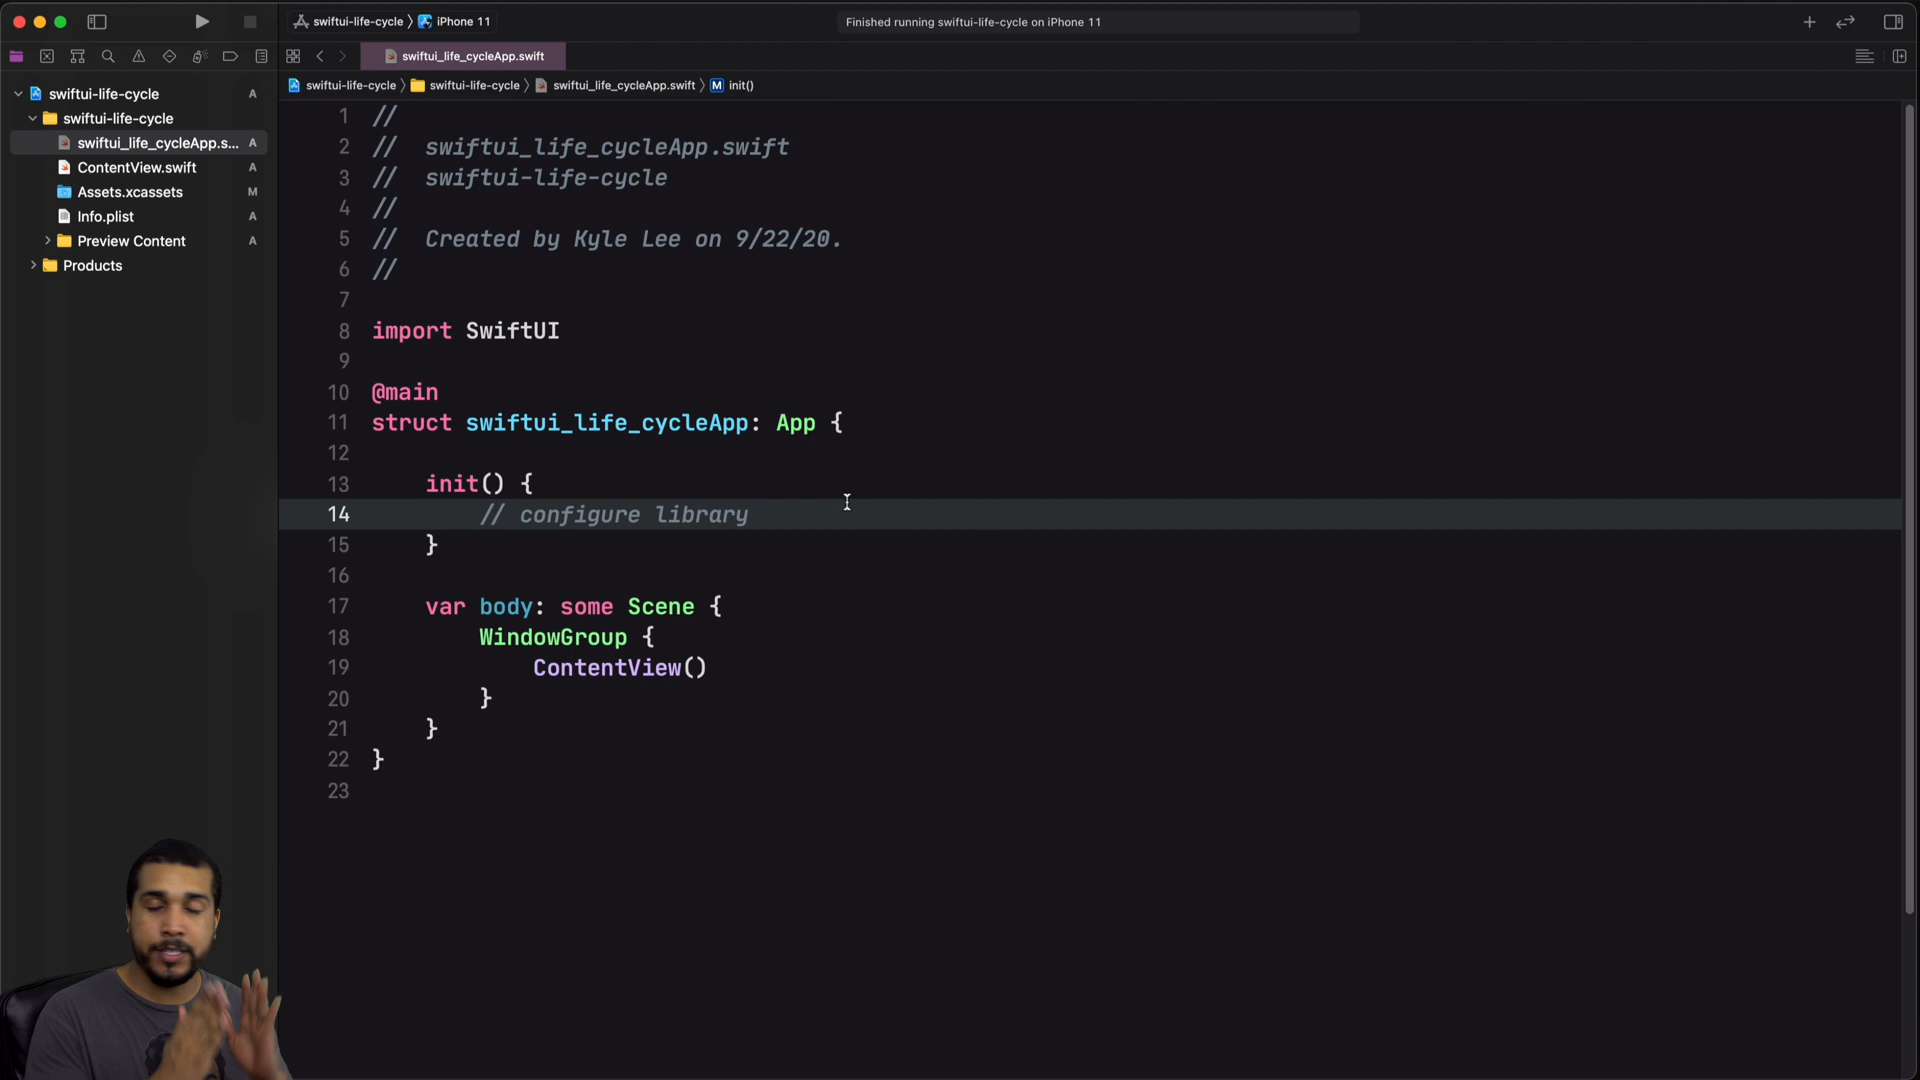 swiftui-life-cycle 〉 iPhone 11
Finished running swiftui-life-cycle on iPhone 11
swiftui_life_cycleApp.swift
swiftui-life-cycle 〉 swiftui-life-cycle 〉 swiftui_life_cycleApp.swift 〉 M init()
swiftui-life-cycle A
swiftui-life-cycle
swiftui_life_cycleApp.s... A
ContentView.swift A
Assets.xcassets M
Info.plist A
Preview Content A
Products
1 //
2 // swiftui_life_cycleApp.swift
3 // swiftui-life-cycle
4 //
5 // Created by Kyle Lee on 9/22/20.
6 //
7
8 import SwiftUI
9
10 @main
11 struct swiftui_life_cycleApp: App {
12
13 init() {
14 // configure library
15 }
16
17 var body: some Scene {
18 WindowGroup {
19 ContentView()
20 }
21 }
22 }
23